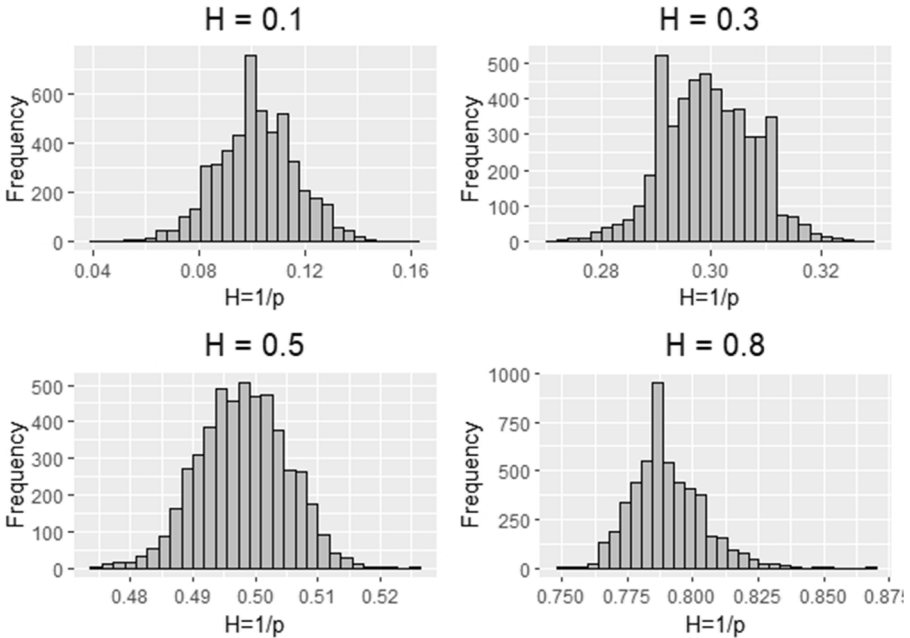 H = 0.1
Frequency
600
400
200
0
0.04 0.08 0.12 0.16
H=1/p
H = 0.3
Frequency
500
400
300
200
100
0
0.28 0.30 0.32
H=1/p
H = 0.5
Frequency
500
400
300
200
100
0
0.48 0.49 0.50 0.51 0.52
H=1/p
H = 0.8
Frequency
1000
750
500
250
0
0.750 0.775 0.800 0.825 0.850 0.875
H=1/p